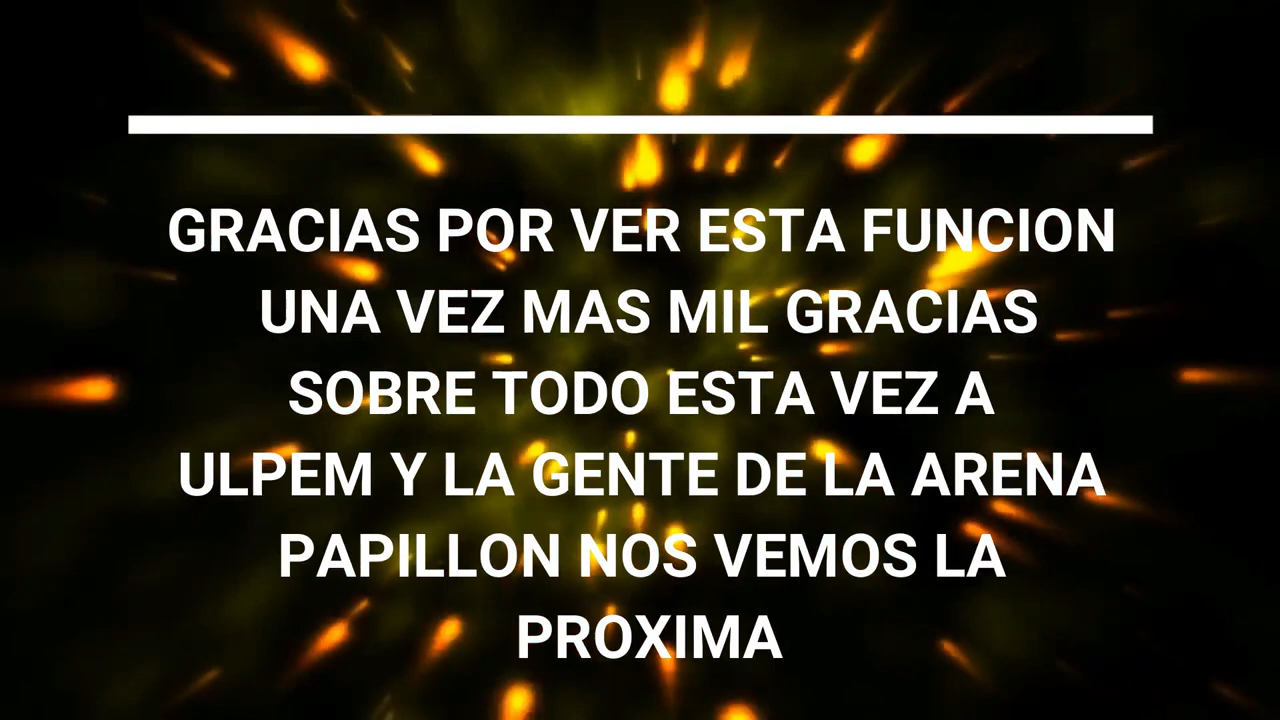 GRACIAS POR VER ESTA FUNCION
UNA VEZ MAS MIL GRACIAS
SOBRE TODO ESTA VEZ A
ULPEM Y LA GENTE DE LA ARENA
PAPILLON NOS VEMOS LA
PROXIMA